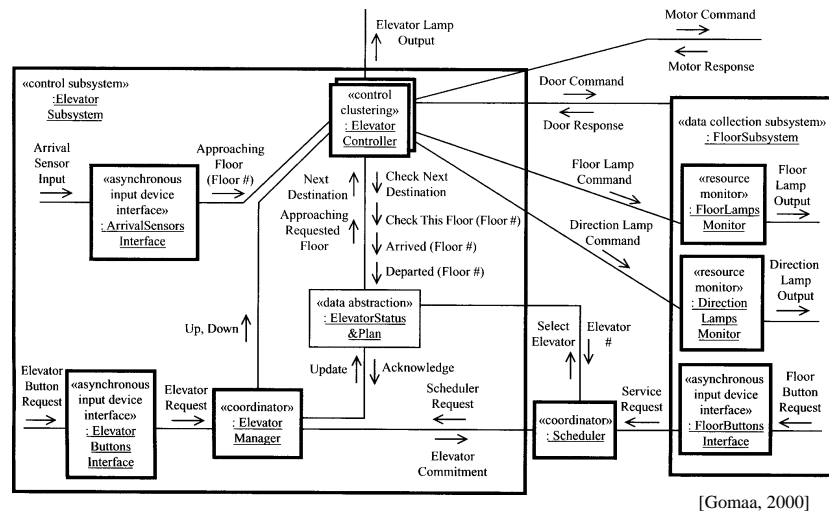 Elevator Lamp
Output
Motor Command
Motor Response
«control subsystem»
:Elevator
Subsystem
«control
clustering»
: Elevator
Controller
Door Command
Door Response
«data collection subsystem»
: FloorSubsystem
Arrival
Sensor
Input
«asynchronous
input device
interface»
: ArrivalSensors
Interface
Approaching
Floor
(Floor #)
Next
Destination
Approaching
Requested
Floor
Check Next
Destination
Check This Floor (Floor #)
Arrived (Floor #)
Departed (Floor #)
Floor Lamp
Command
Direction Lamp
Command
«resource
monitor»
: FloorLamps
Monitor
Floor
Lamp
Output
«resource
monitor»
: Direction
Lamps
Monitor
Direction
Lamp
Output
«data abstraction»
: ElevatorStatus
&Plan
Up, Down
Update
Acknowledge
Select
Elevator
Elevator
#
Elevator
Button
Request
«asynchronous
input device
interface»
: Elevator
Buttons
Interface
Elevator
Request
«coordinator»
: Elevator
Manager
Scheduler
Request
Elevator
Commitment
«coordinator»
: Scheduler
Service
Request
«asynchronous
input device
interface»
: FloorButtons
Interface
Floor
Button
Request
[Gomaa, 2000]